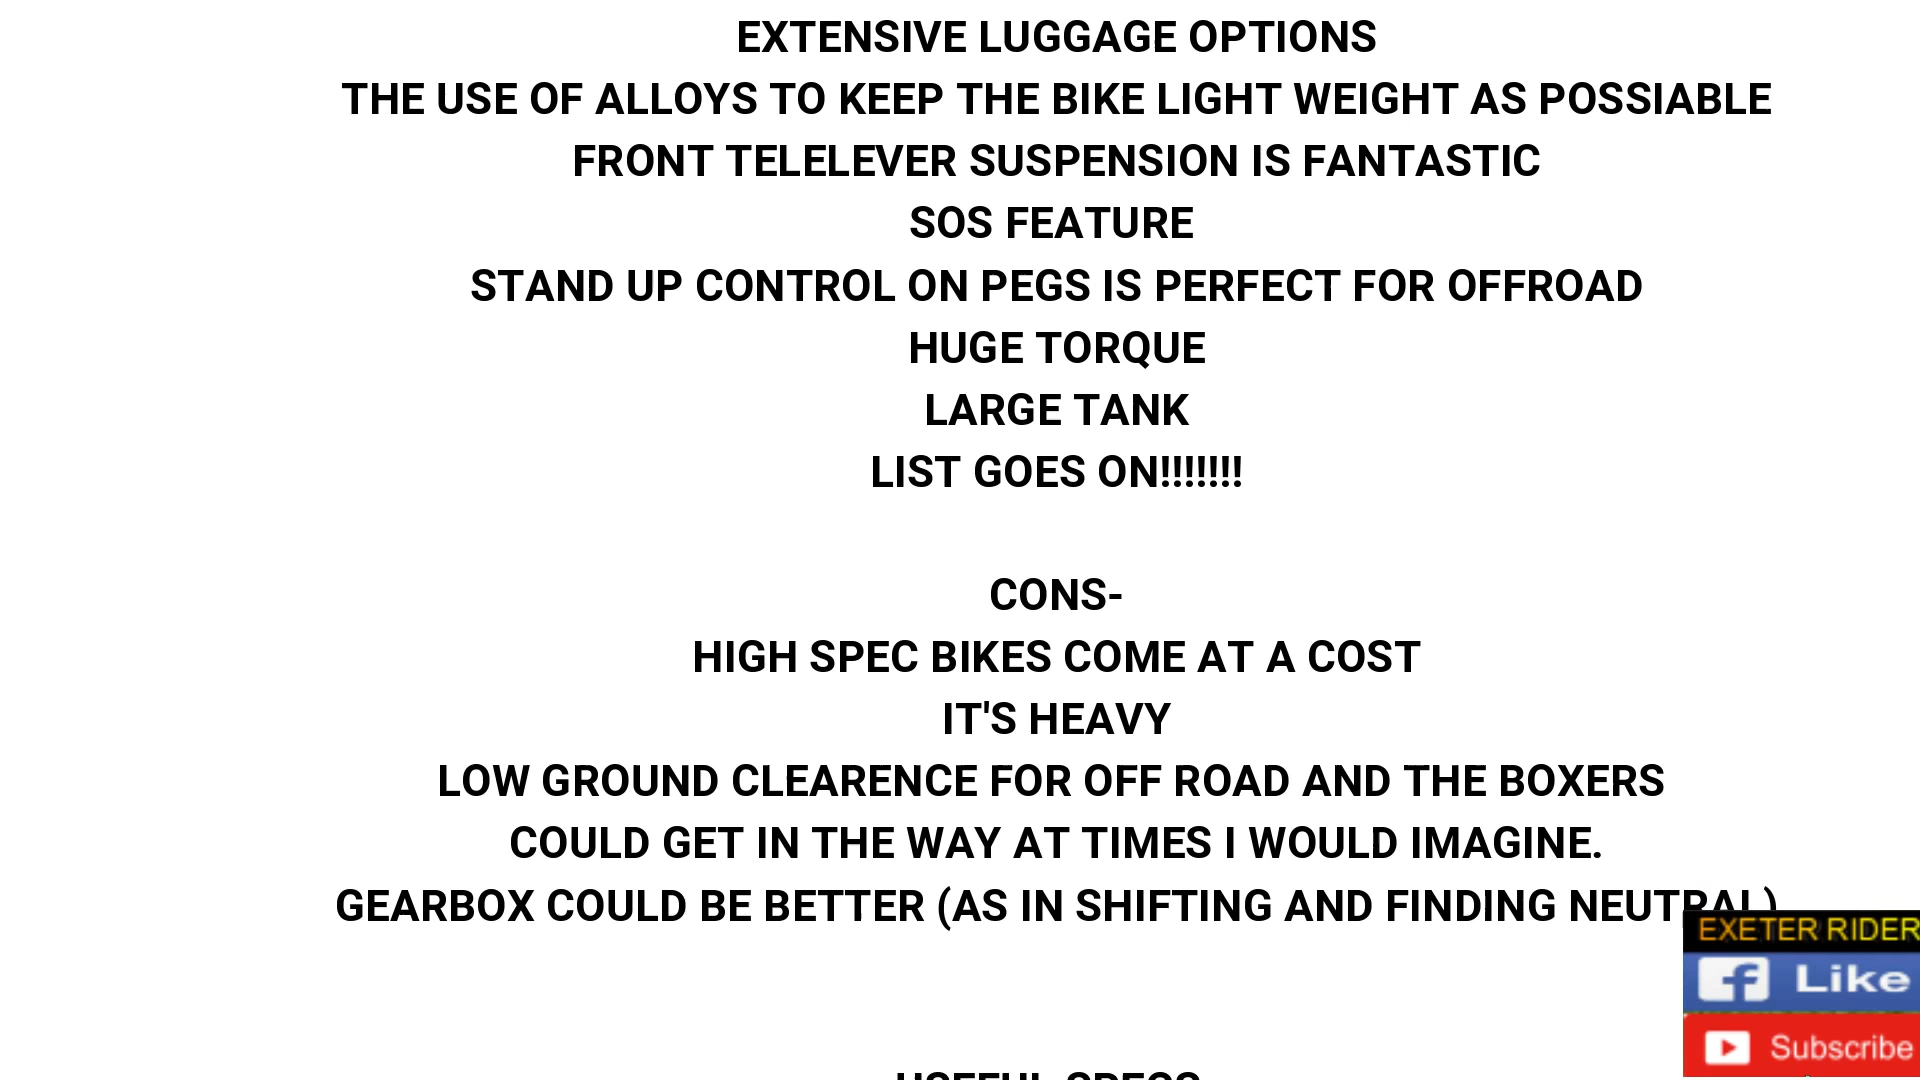 EXTENSIVE LUGGAGE OPTIONS
THE USE OF ALLOYS TO KEEP THE BIKE LIGHT WEIGHT AS POSSIABLE
FRONT TELELEVER SUSPENSION IS FANTASTIC
SOS FEATURE
STAND UP CONTROL ON PEGS IS PERFECT FOR OFFROAD
HUGE TORQUE
LARGE TANK
LIST GOES ON!!!!!!!
CONS-
HIGH SPEC BIKES COME AT A COST
IT'S HEAVY
LOW GROUND CLEARENCE FOR OFF ROAD AND THE BOXERS
COULD GET IN THE WAY AT TIMES I WOULD IMAGINE.
GEARBOX COULD BE BETTER (AS IN SHIFTING AND FINDING NEUTRAL)
EXETER RIDER
Like
Subscribe
USEFUL SPECS